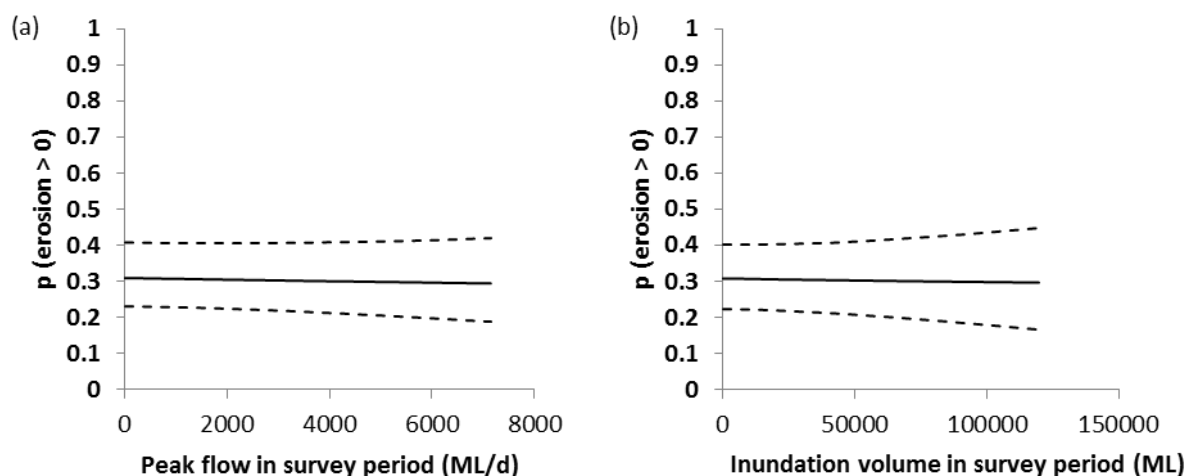 (a)
p (erosion > 0)
1
0.9
0.8
0.7
0.6
0.5
0.4
0.3
0.2
0.1
0
0 2000 4000 6000 8000
Peak flow in survey period (ML/d)
(b)
p (erosion > 0)
1
0.9
0.8
0.7
0.6
0.5
0.4
0.3
0.2
0.1
0
0 50000 100000 150000
Inundation volume in survey period (ML)